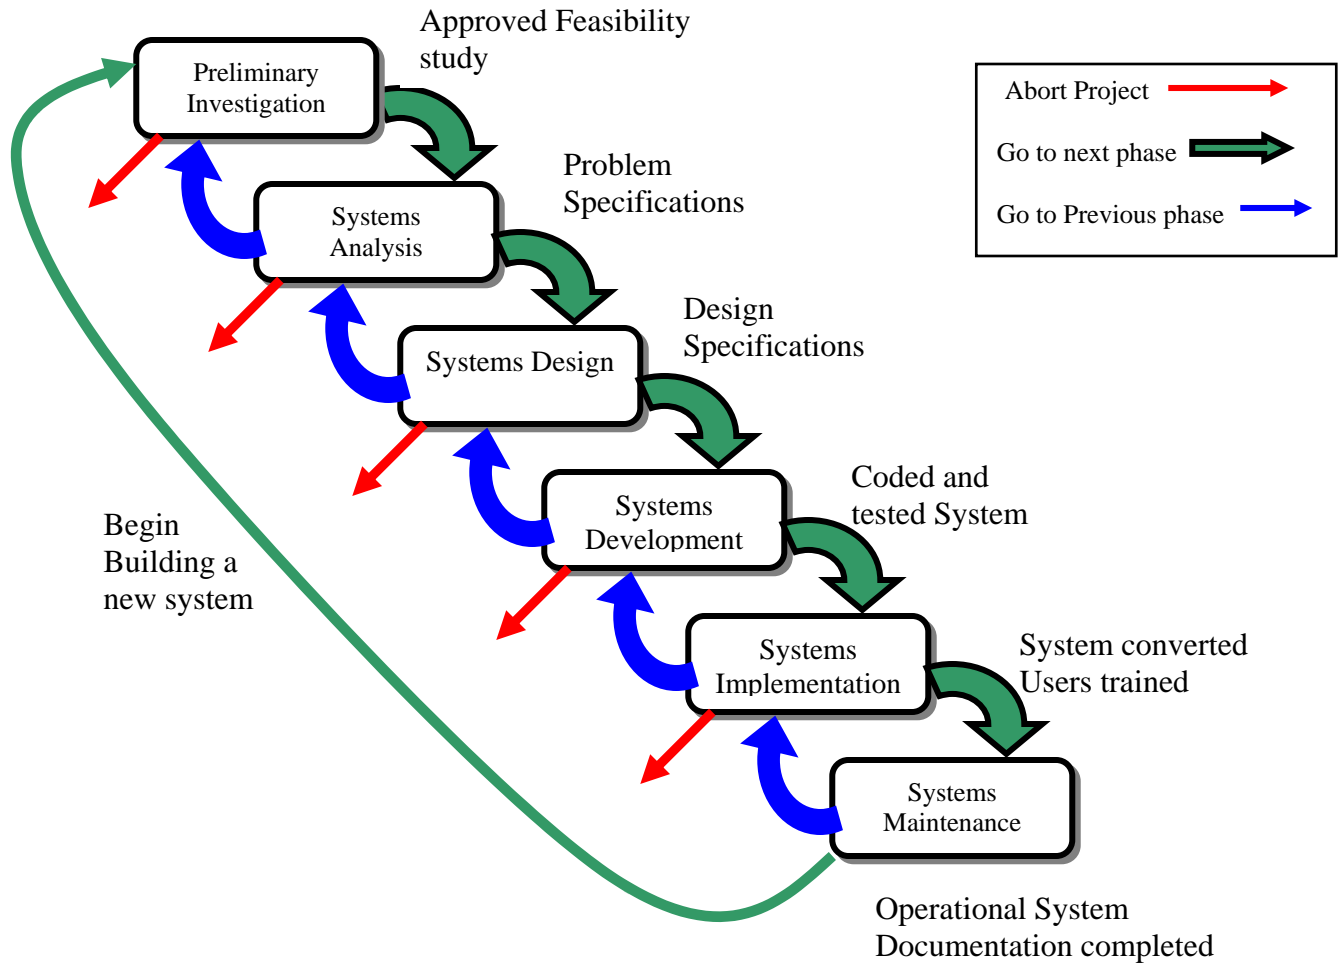 Approved Feasibility
study
Preliminary
Investigation
Abort Project
Go to next phase
Go to Previous phase
Problem
Specifications
Systems
Analysis
Design
Specifications
Systems Design
Coded and
tested System
Systems
Development
Begin
Building a
new system
System converted
Users trained
Systems
Implementation
Systems
Maintenance
Operational System
Documentation completed